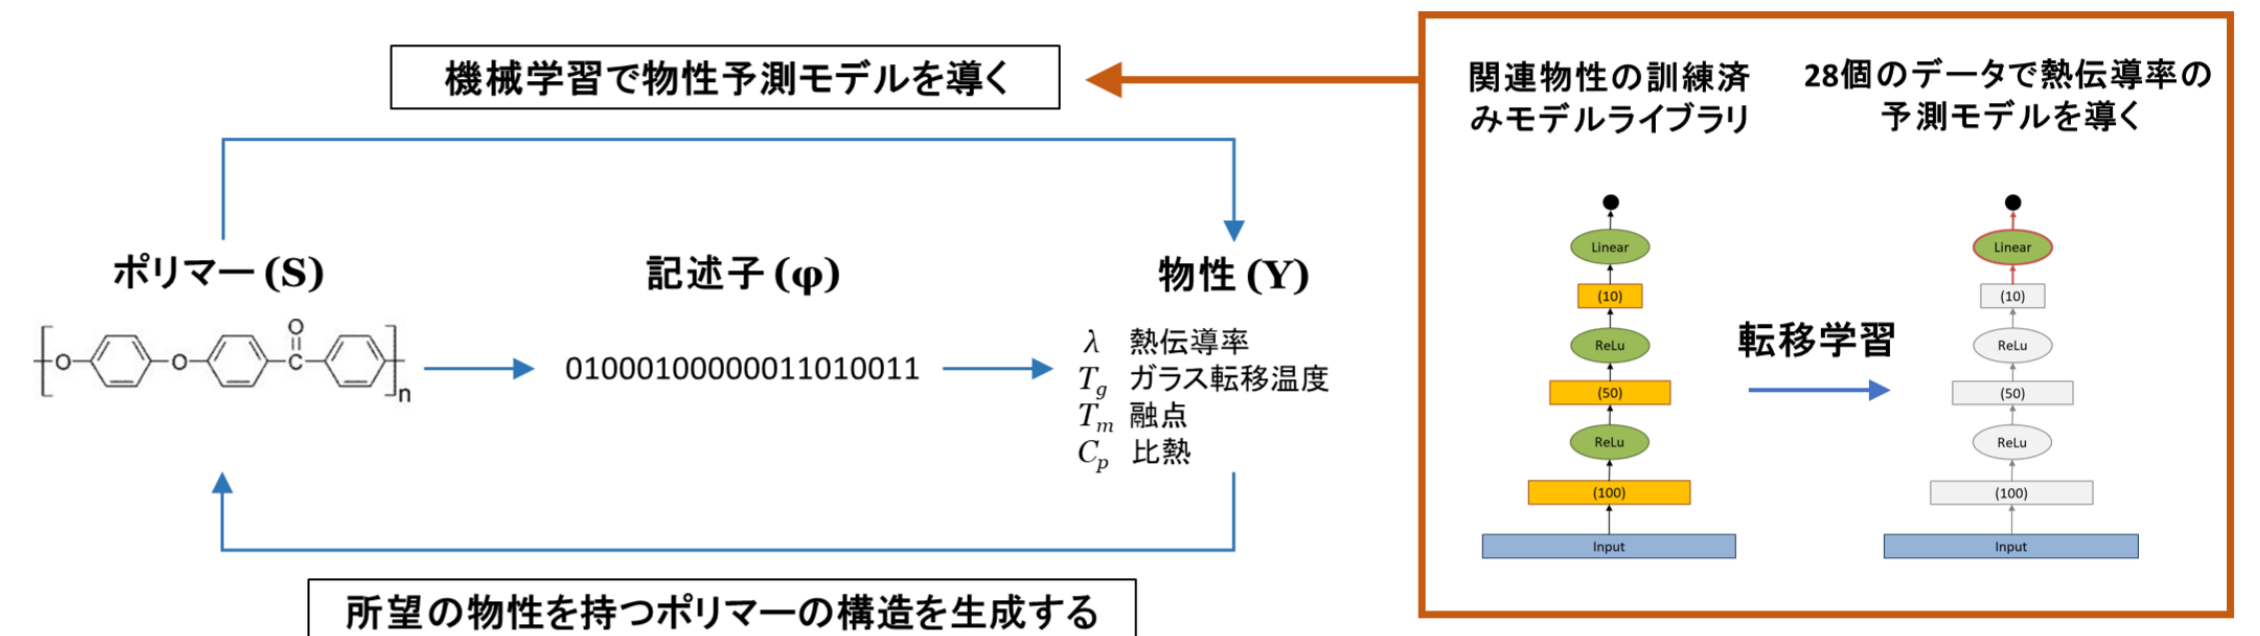 機械学習で物性予測モデルを導く
関連物性の訓練済
みモデルライブラリ
28個のデータで熱伝導率の
予測モデルを導く
ポリマー (S)
記述子 (φ)
物性 (Y)
O
O
O
C
n
01000100000011010011
λ 熱伝導率
Tg ガラス転移温度
Tm 融点
Cp 比熱
Linear
(10)
ReLu
(50)
ReLu
(100)
Input
転移学習
Linear
(10)
ReLu
(50)
ReLu
(100)
Input
所望の物性を持つポリマーの構造を生成する